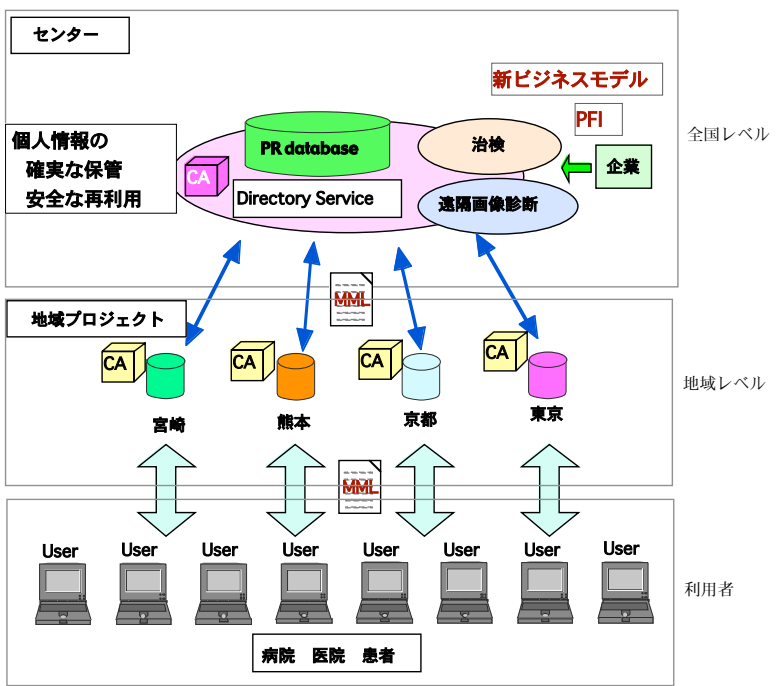 センター
新ビジネスモデル
PFI
全国レベル
個人情報の
確実な保管
安全な再利用
PR database
治検
企業
CA
Directory Service
遠隔画像診断
MML
地域プロジェクト
CA
CA
CA
CA
地域レベル
宮崎
熊本
京都
東京
MML
User
User
User
User
User
User
User
User
利用者
病院 医院 患者